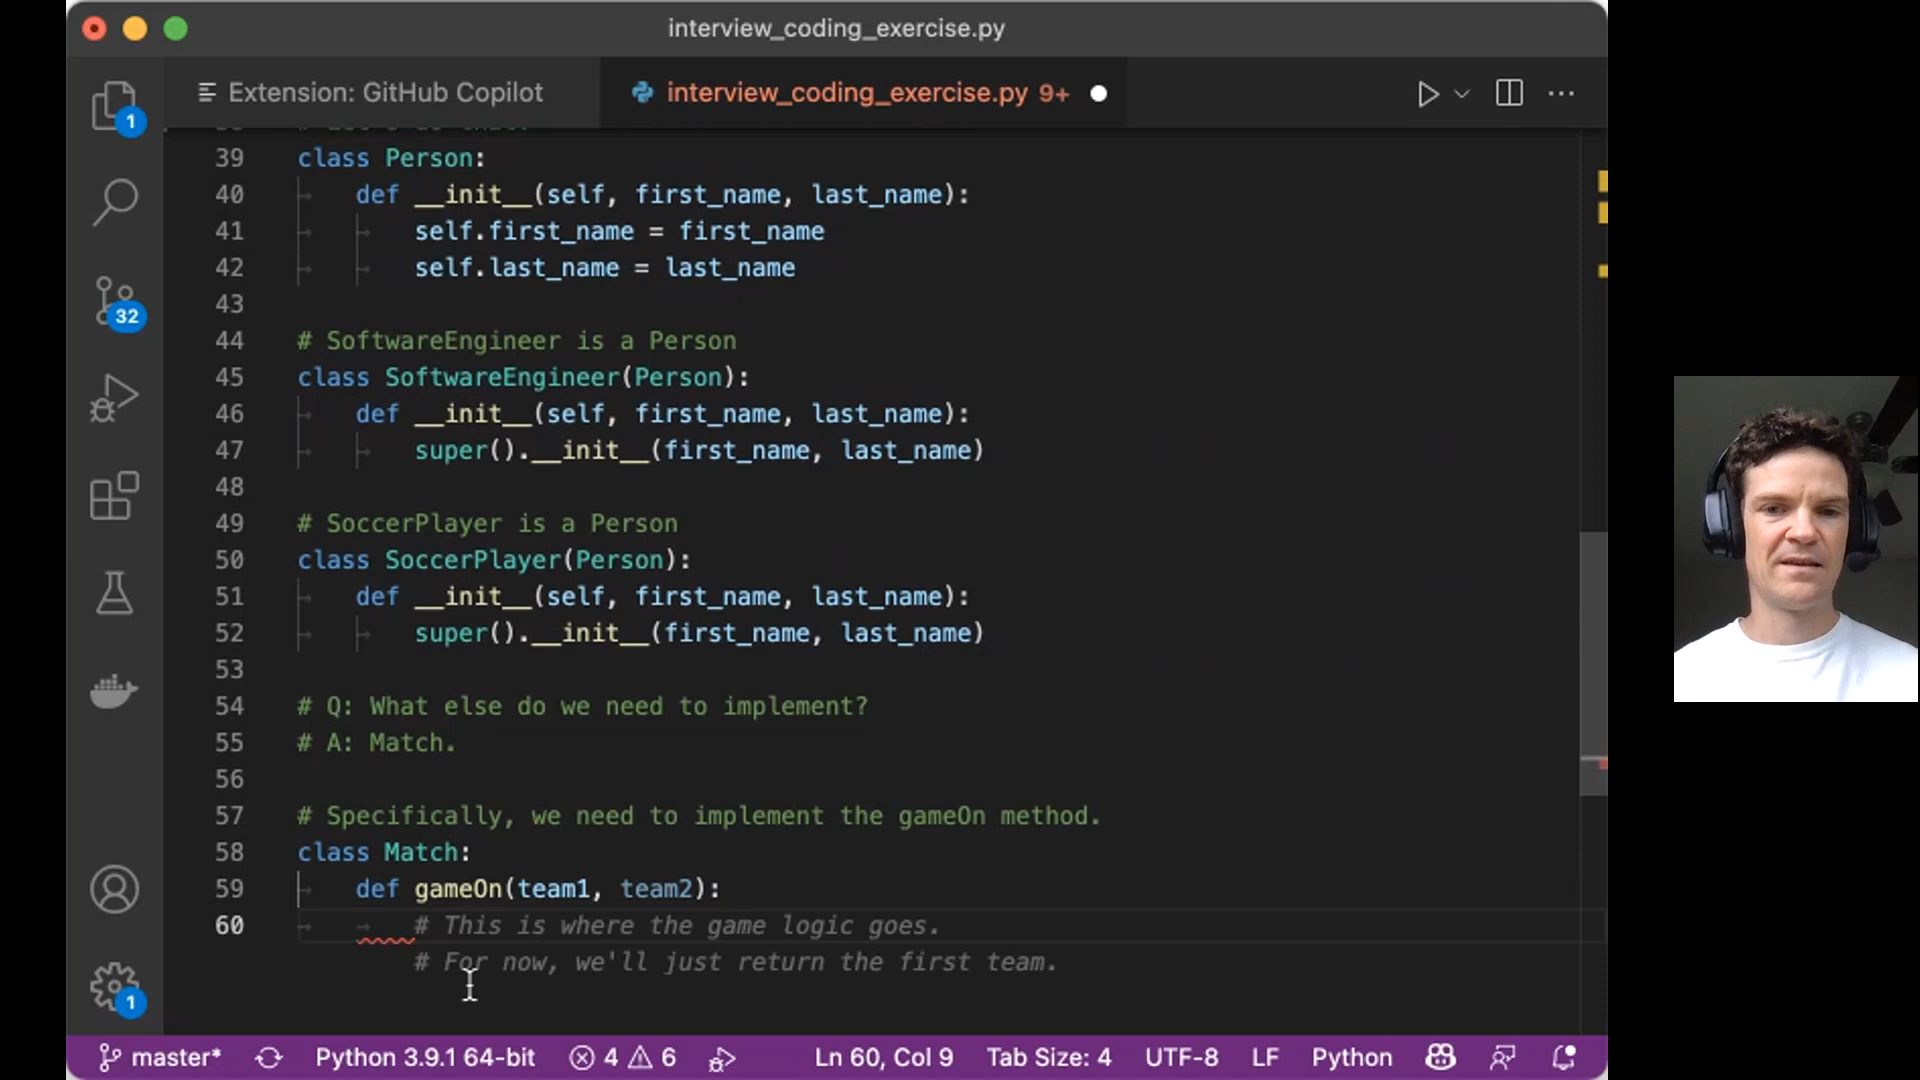 interview_coding_exercise.py
Extension: GitHub Copilot
interview_coding_exercise.py 9+
39 class Person:
40 def __init__(self, first_name, last_name):
41 self.first_name = first_name
42 self.last_name = last_name
43
44 # SoftwareEngineer is a Person
45 class SoftwareEngineer(Person):
46 def __init__(self, first_name, last_name):
47 super().__init__(first_name, last_name)
48
49 # SoccerPlayer is a Person
50 class SoccerPlayer(Person):
51 def __init__(self, first_name, last_name):
52 super().__init__(first_name, last_name)
53
54 # Q: What else do we need to implement?
55 # A: Match.
56
57 # Specifically, we need to implement the gameOn method.
58 class Match:
59 def gameOn(team1, team2):
60 # This is where the game logic goes.
# For now, we'll just return the first team.
1
32
1
master* Python 3.9.1 64-bit 4 6 Ln 60, Col 9 Tab Size: 4 UTF-8 LF Python